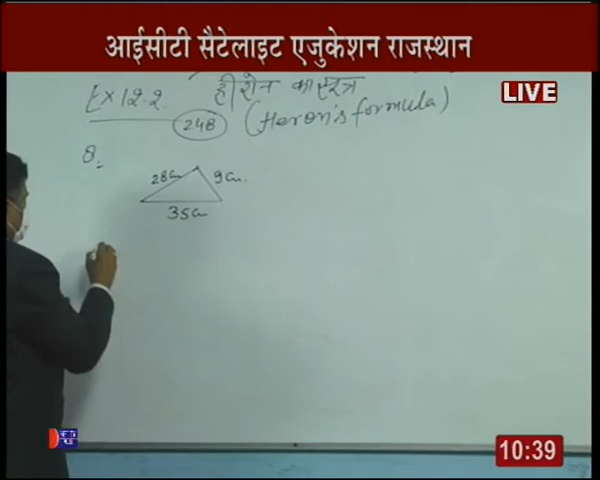 आईसीटी सैटेलाइट एजुकेशन राजस्थान
LIVE
Ex 12.2. हीरोन का सूत्र
248 (Heron's formula)
8.
28cm 9cm.
35cm
10:39